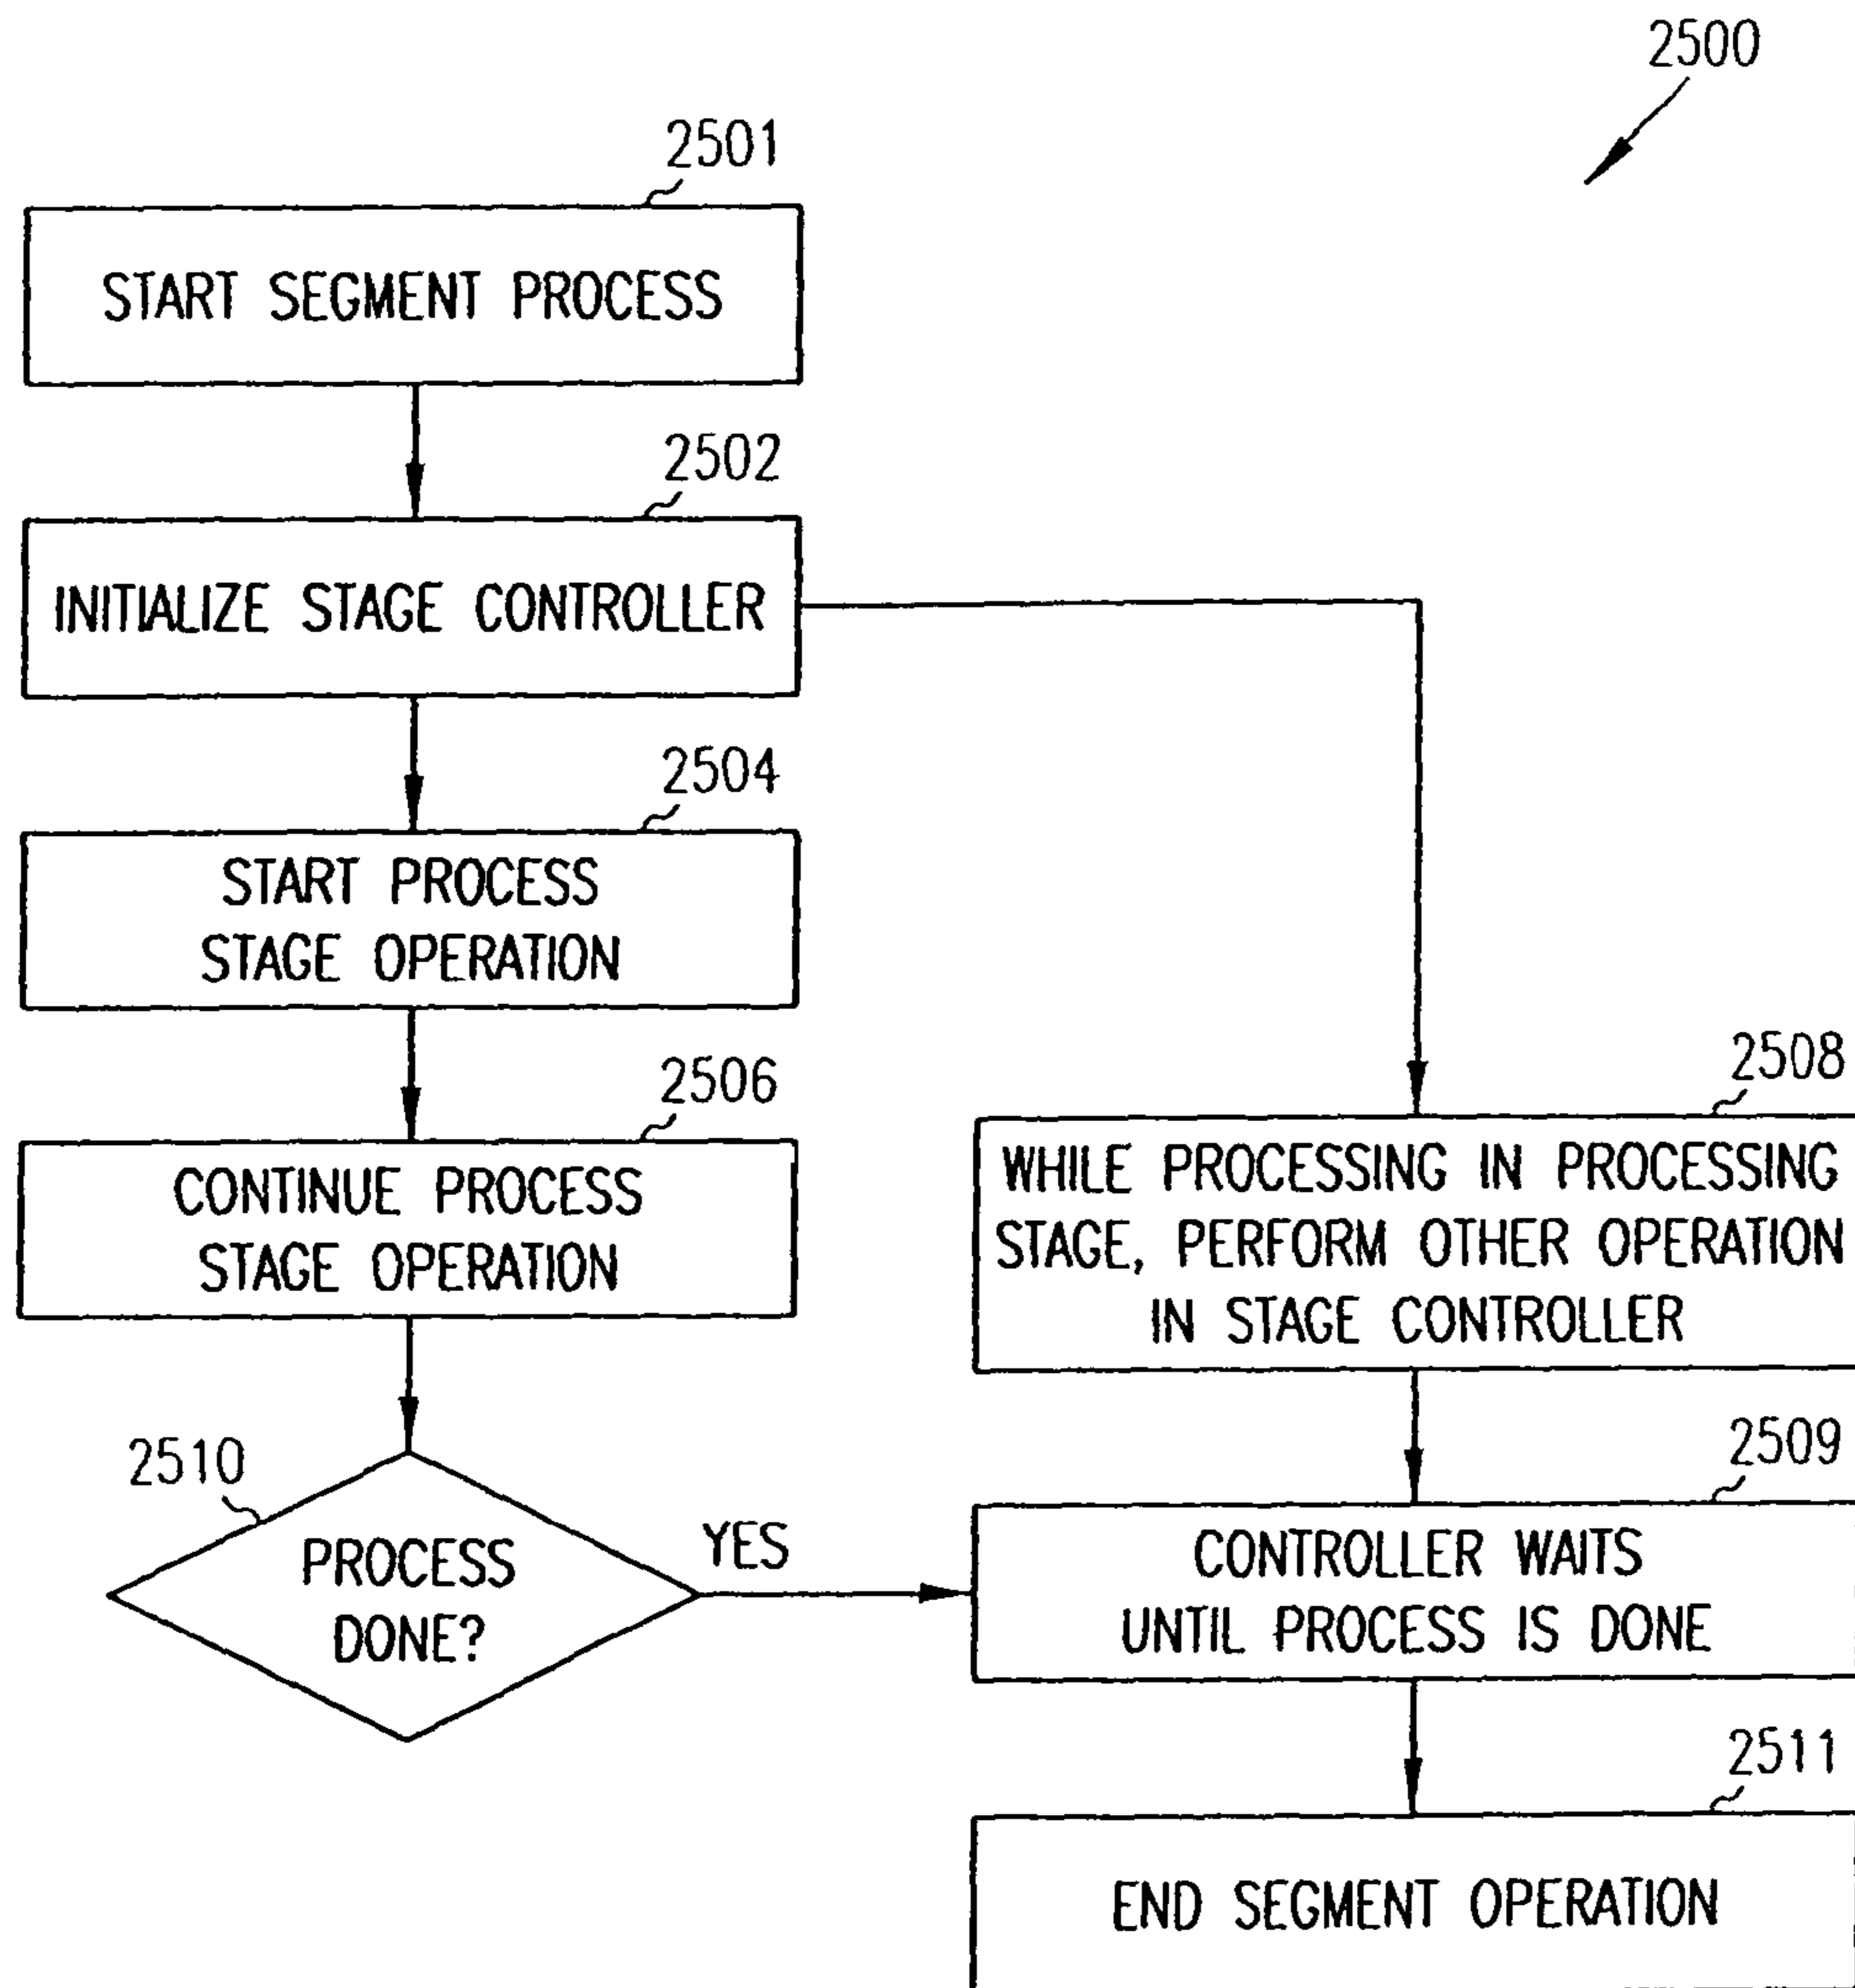 2500
2501
START SEGMENT PROCESS
2502
INITIALIZE STAGE CONTROLLER
2504
START PROCESS
STAGE OPERATION
2506
CONTINUE PROCESS
STAGE OPERATION
2508
WHILE PROCESSING IN PROCESSING
STAGE, PERFORM OTHER OPERATION
IN STAGE CONTROLLER
2510
PROCESS
DONE?
YES
2509
CONTROLLER WAITS
UNTIL PROCESS IS DONE
2511
END SEGMENT OPERATION